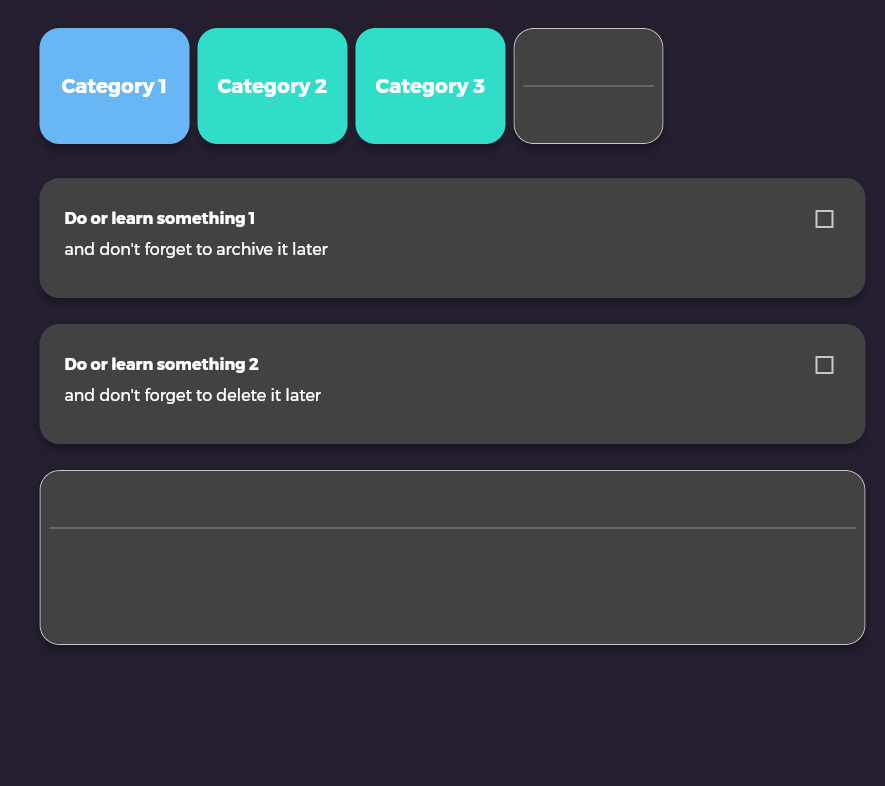 Category 1
Category 2
Category 3
Do or learn something 1
and don't forget to archive it later
Do or learn something 2
and don't forget to delete it later